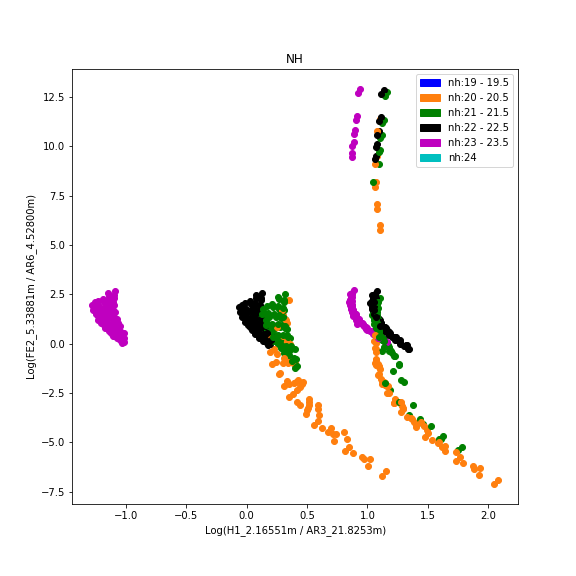 NH
Log(FE2_5.33881m / AR6_4.52800m)
12.5
10.0
7.5
5.0
2.5
0.0
−2.5
−5.0
−7.5
nh:19 - 19.5
nh:20 - 20.5
nh:21 - 21.5
nh:22 - 22.5
nh:23 - 23.5
nh:24
−1.0 −0.5 0.0 0.5 1.0 1.5 2.0
Log(H1_2.16551m / AR3_21.8253m)